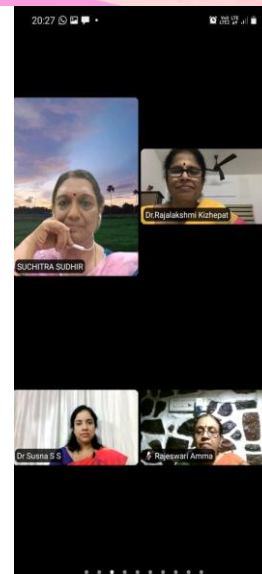 20:27
SUCHITRA SUDHIR
Dr.Rajalakshmi Kizhepat
Dr Susna S S
Rajeswari Amma